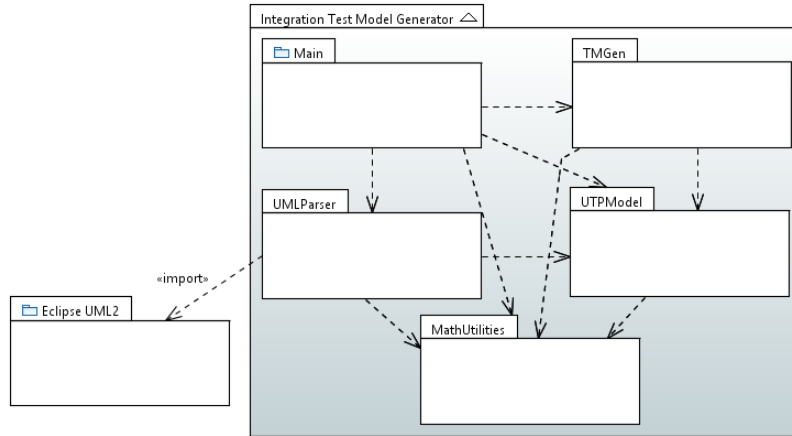 Integration Test Model Generator
Main
TMGen
UMLParser
UTPModel
«import»
Eclipse UML2
MathUtilities